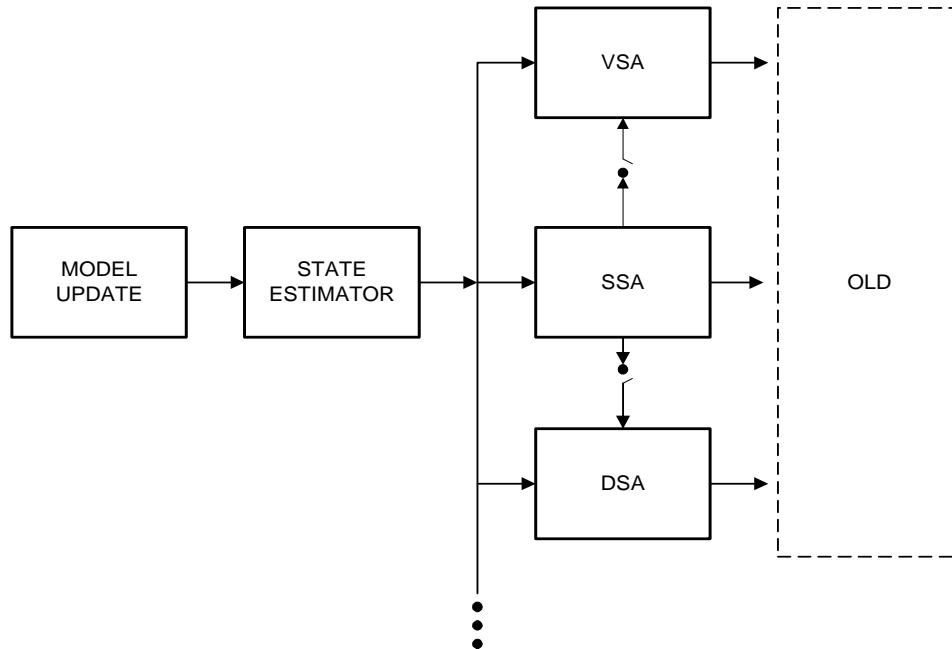 VSA
MODEL
UPDATE
STATE
ESTIMATOR
SSA
OLD
DSA